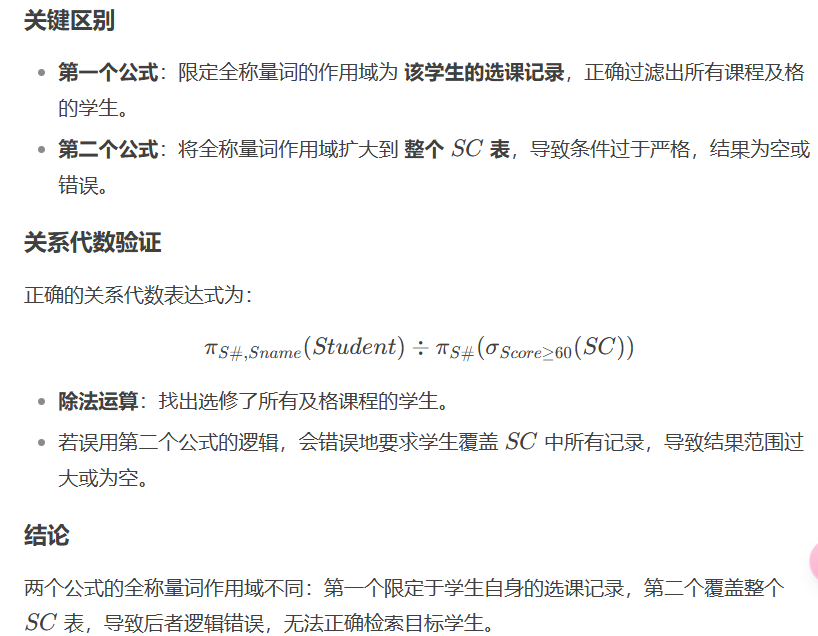 关键区别
• 第一个公式：限定全称量词的作用域为 该学生的选课记录，正确过滤出所有课程及格
的学生。
• 第二个公式：将全称量词作用域扩大到 整个 SC 表，导致条件过于严格，结果为空或
错误。
关系代数验证
正确的关系代数表达式为：
π_{S#,Sname}(Student) ÷ π_{S#}(σ_{Score≥60}(SC))
• 除法运算：找出选修了所有及格课程的学生。
• 若误用第二个公式的逻辑，会错误地要求学生覆盖 SC 中所有记录，导致结果范围过
大或为空。
结论
两个公式的全称量词作用域不同：第一个限定于学生自身的选课记录，第二个覆盖整个
SC 表，导致后者逻辑错误，无法正确检索目标学生。